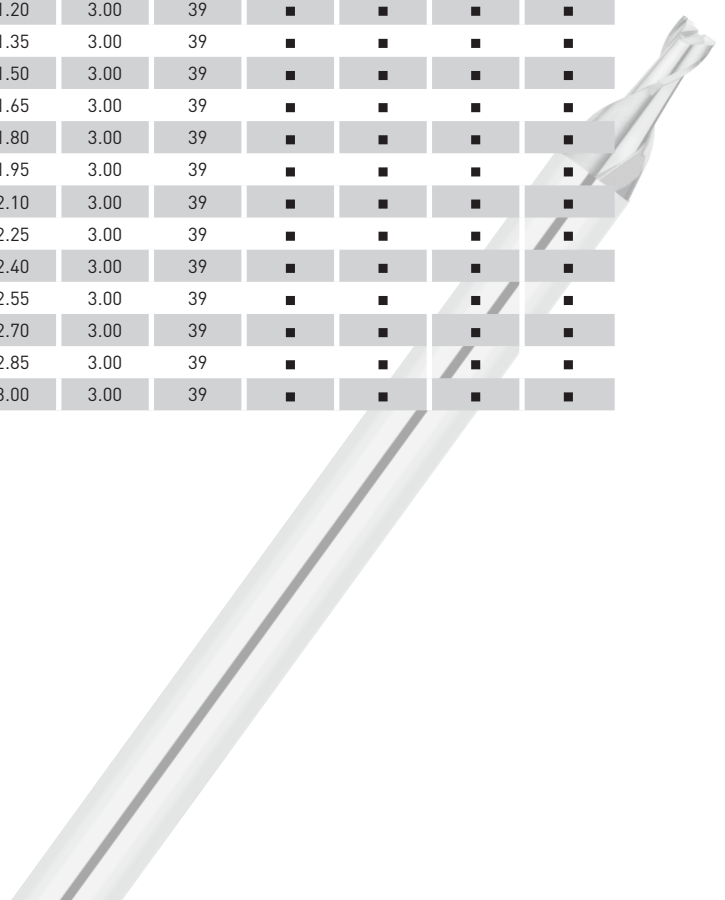 1.20 3.00 39 ■ ■ ■ ■
1.35 3.00 39 ■ ■ ■ ■
1.50 3.00 39 ■ ■ ■ ■
1.65 3.00 39 ■ ■ ■ ■
1.80 3.00 39 ■ ■ ■ ■
1.95 3.00 39 ■ ■ ■ ■
2.10 3.00 39 ■ ■ ■ ■
2.25 3.00 39 ■ ■ ■ ■
2.40 3.00 39 ■ ■ ■ ■
2.55 3.00 39 ■ ■ ■ ■
2.70 3.00 39 ■ ■ ■ ■
2.85 3.00 39 ■ ■ ■ ■
3.00 3.00 39 ■ ■ ■ ■